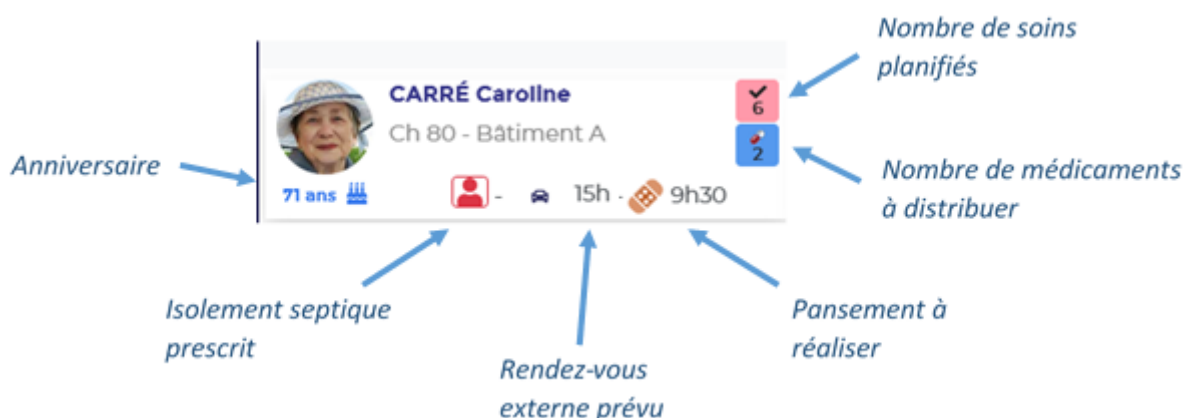 Nombre de soins
planifiés
CARRÉ Caroline
6
Ch 80 - Bâtiment A
2
Anniversaire
Nombre de médicaments
à distribuer
71 ans
- 15h - 9h30
Isolement septique
prescrit
Pansement à
réaliser
Rendez-vous
externe prévu